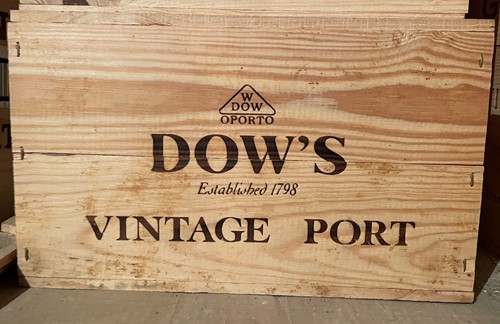 W
DOW
OPORTO
DOW'S
Established 1798
VINTAGE PORT